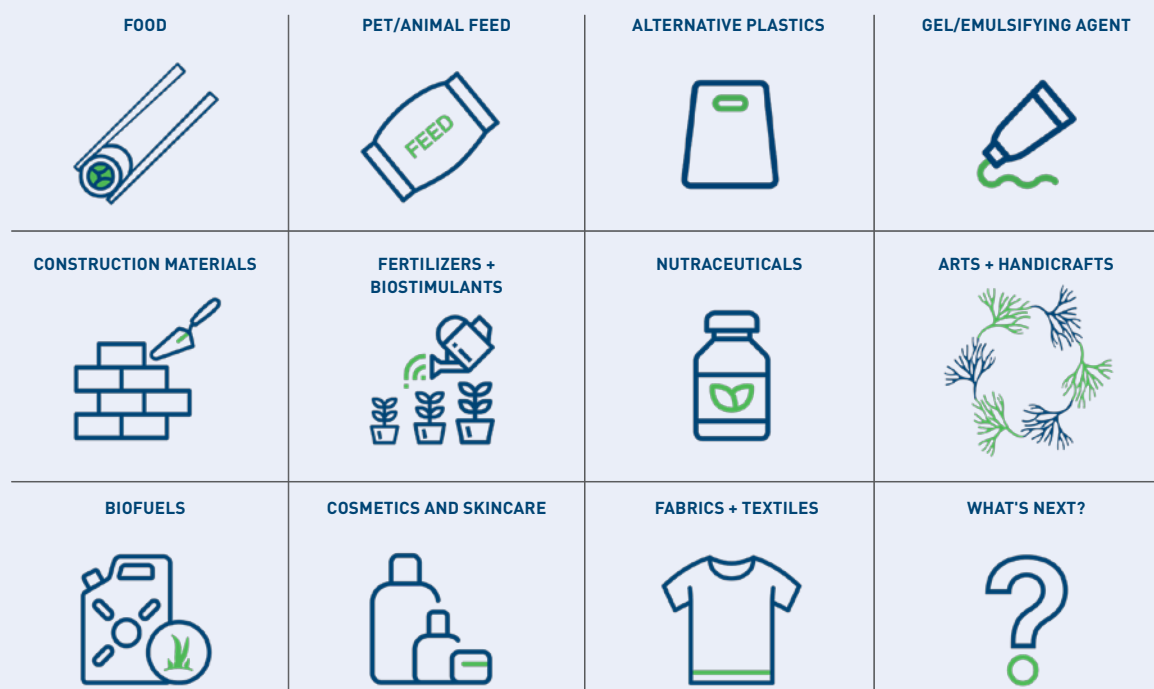 FOOD
PET/ANIMAL FEED
ALTERNATIVE PLASTICS
GEL/EMULSIFYING AGENT
FEED
CONSTRUCTION MATERIALS
FERTILIZERS +
BIOSTIMULANTS
NUTRACEUTICALS
ARTS + HANDICRAFTS
BIOFUELS
COSMETICS AND SKINCARE
FABRICS + TEXTILES
WHAT'S NEXT?
?